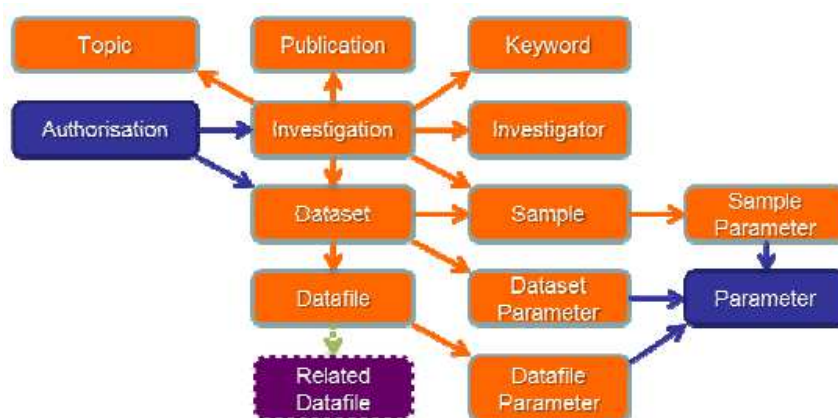 Topic
Publication
Keyword
Authorisation
Investigation
Investigator
Dataset
Sample
Sample
Parameter
Datafile
Dataset
Parameter
Parameter
Related
Datafile
Datafile
Parameter